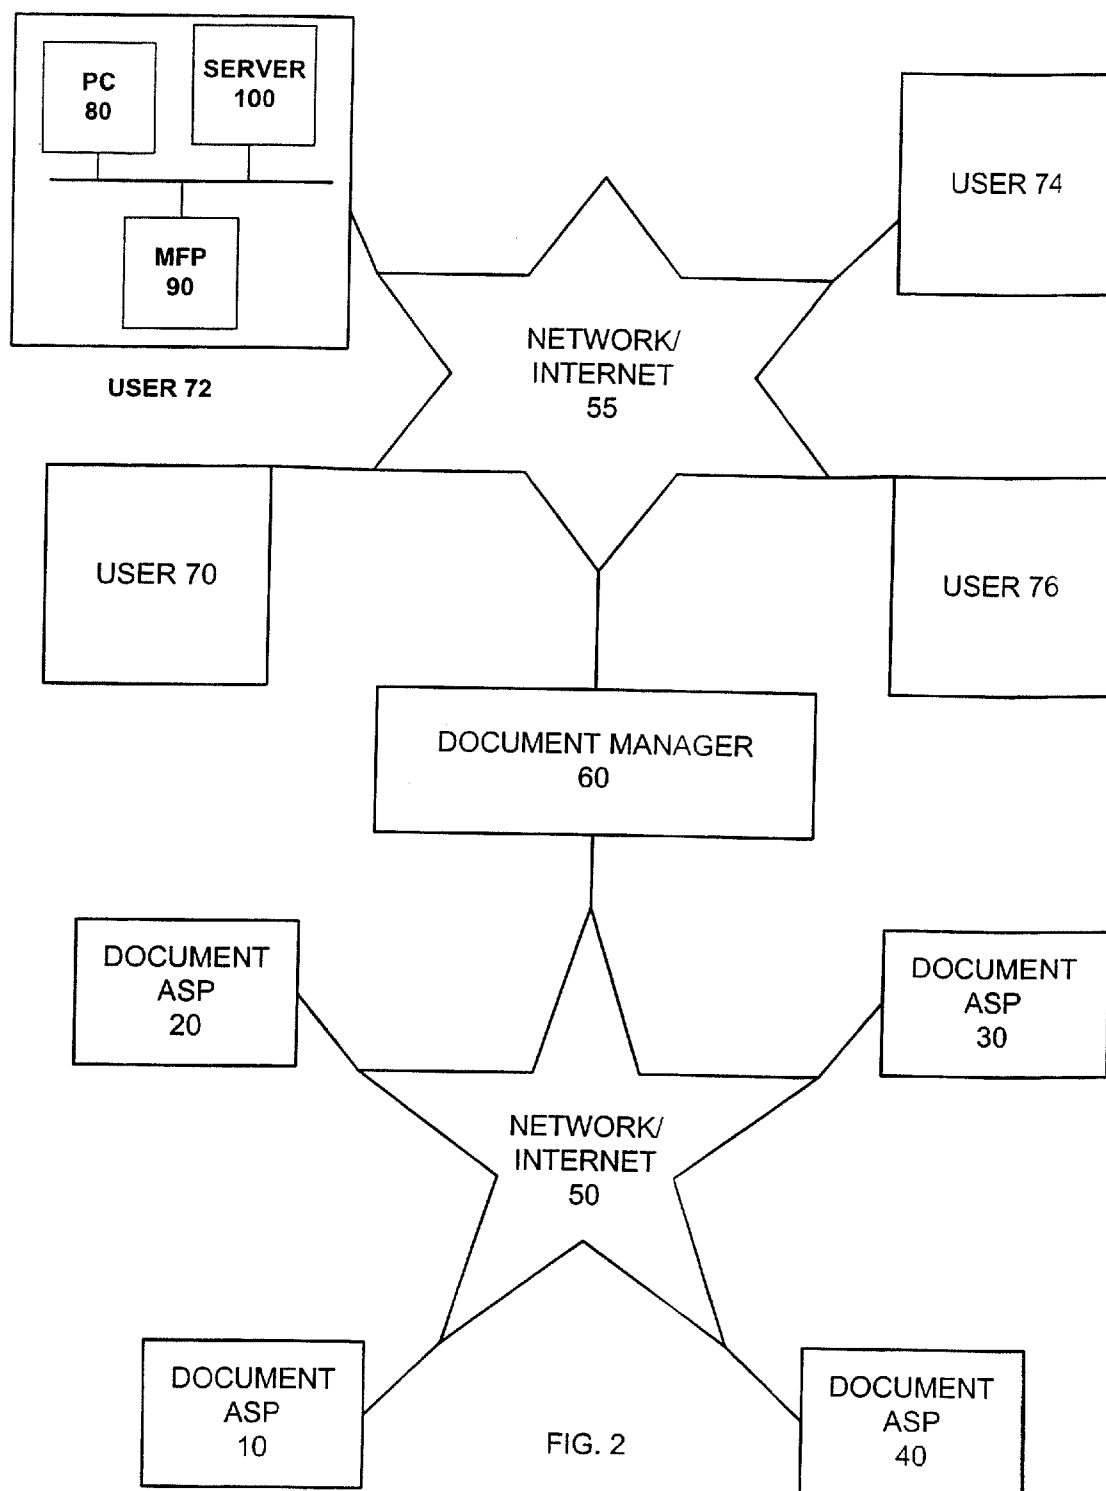 PC
80
SERVER
100
MFP
90
USER 72
USER 74
NETWORK/
INTERNET
55
USER 70
USER 76
DOCUMENT MANAGER
60
DOCUMENT
ASP
20
DOCUMENT
ASP
30
NETWORK/
INTERNET
50
DOCUMENT
ASP
10
DOCUMENT
ASP
40
FIG. 2